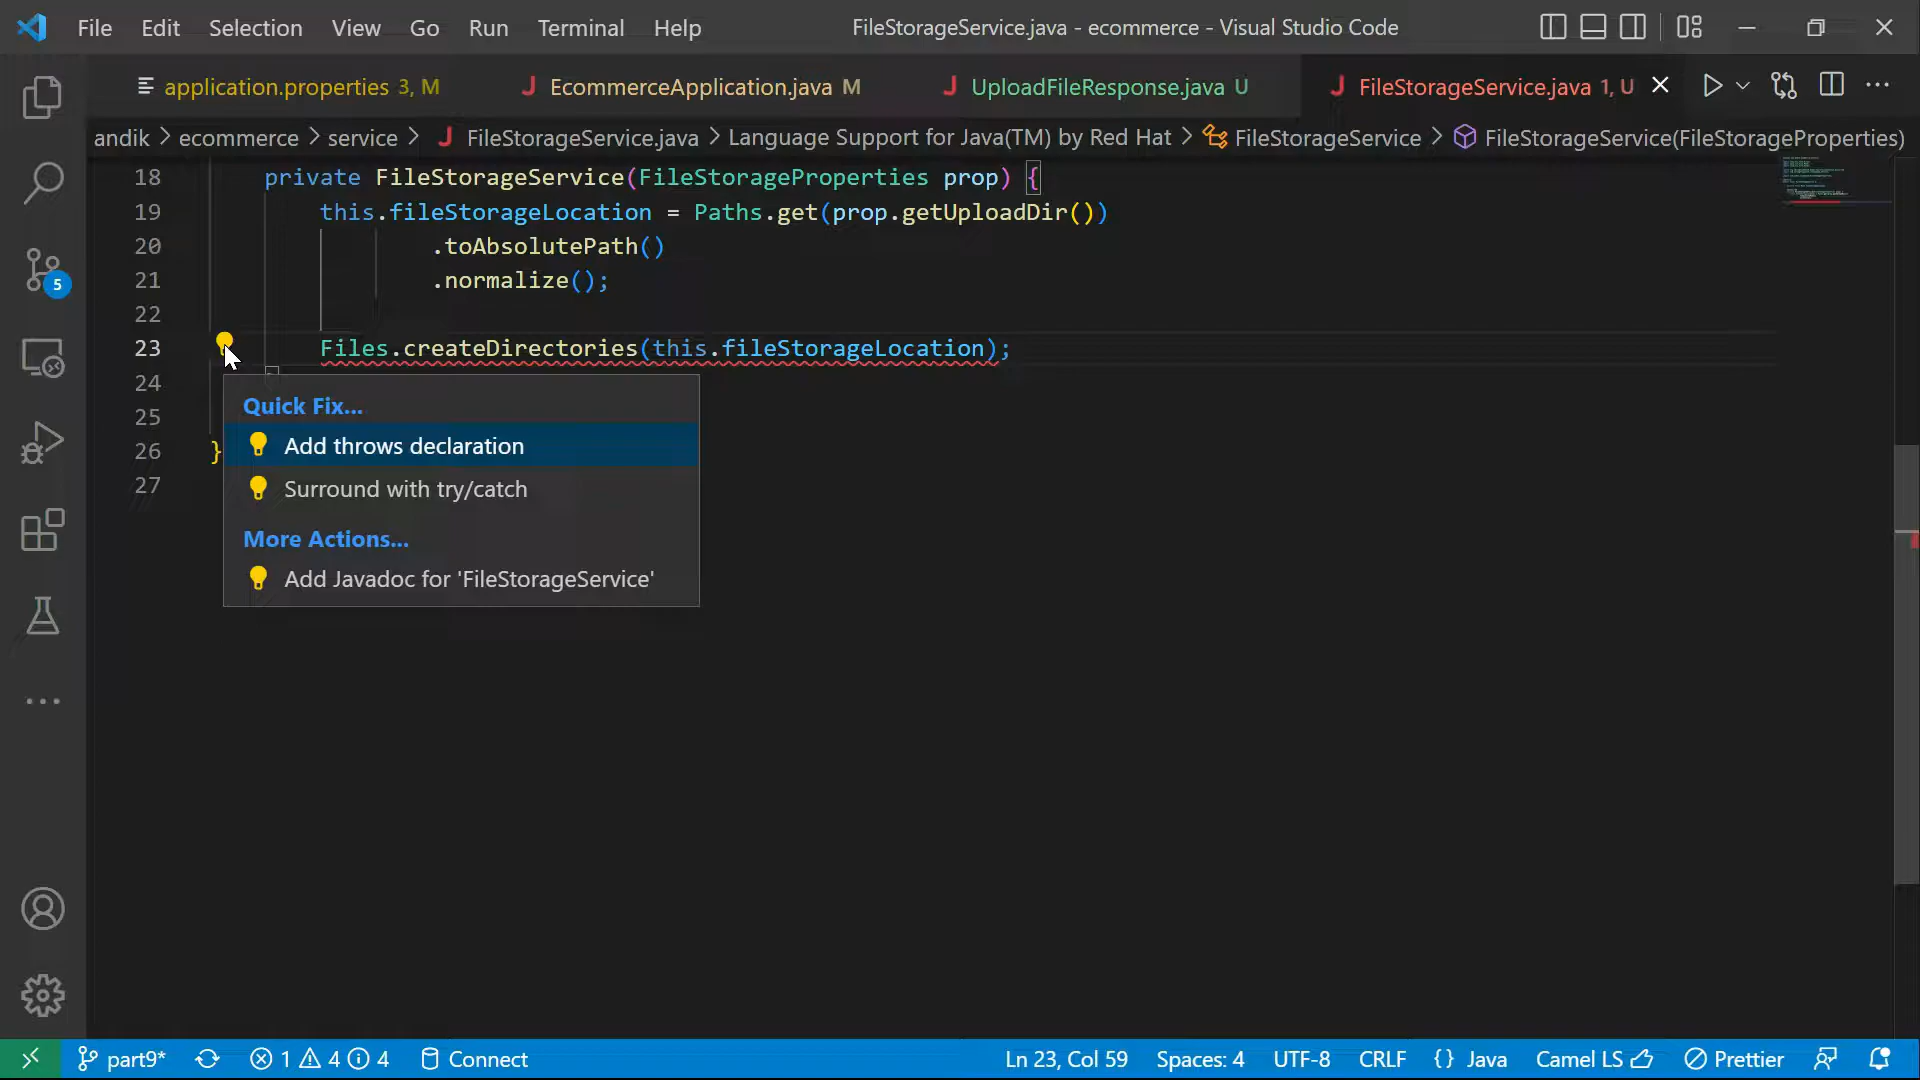 File Edit Selection View Go Run Terminal Help FileStorageService.java - ecommerce - Visual Studio Code
application.properties 3, M EcommerceApplication.java M UploadFileResponse.java U FileStorageService.java 1, U
andik > ecommerce > service > FileStorageService.java > Language Support for Java(TM) by Red Hat > FileStorageService > FileStorageService(FileStorageProperties)
18 private FileStorageService(FileStorageProperties prop) {
19 this.fileStorageLocation = Paths.get(prop.getUploadDir())
20 .toAbsolutePath()
21 .normalize();
22
23 Files.createDirectories(this.fileStorageLocation);
24
25
26 }
27
Quick Fix...
Add throws declaration
Surround with try/catch
More Actions...
Add Javadoc for 'FileStorageService'
5
part9* 1 4 4 Connect Ln 23, Col 59 Spaces: 4 UTF-8 CRLF {} Java Camel LS Prettier